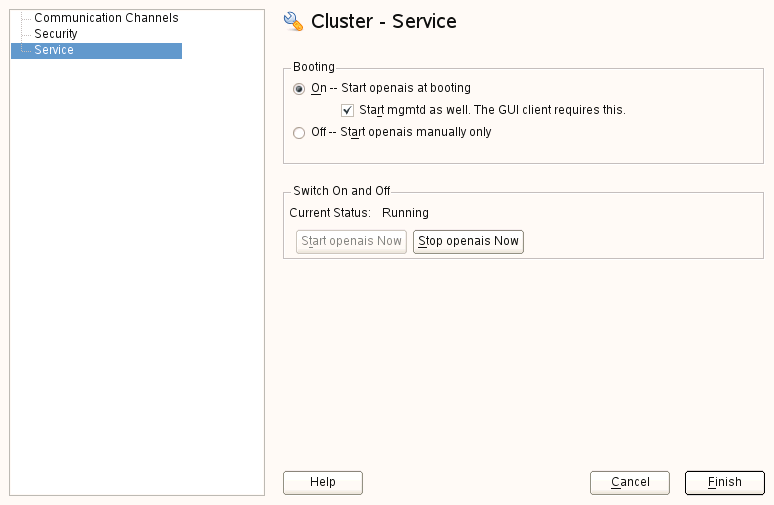 Communication Channels
Security
Service
Cluster - Service
Booting
On -- Start openais at booting
Start mgmtd as well. The GUI client requires this.
Off -- Start openais manually only
Switch On and Off
Current Status: Running
Start openais Now Stop openais Now
Help Cancel Finish